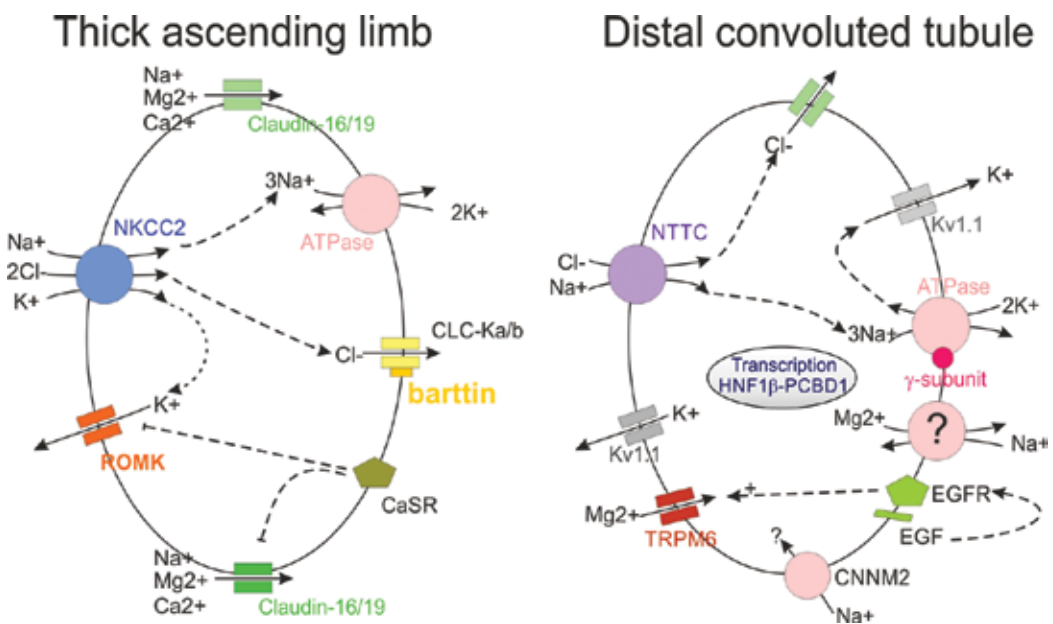 Thick ascending limb
Na+
Mg2+
Ca2+
Claudin-16/19
3Na+
2K+
ATPase
NKCC2
Na+
2Cl-
K+
Cl-
CLC-Ka/b
barttin
K+
ROMK
CaSR
Na+
Mg2+
Ca2+
Claudin-16/19
Distal convoluted tubule
Cl-
K+
Kv1.1
NTTC
Cl-
Na+
ATPase
2K+
3Na+
γ-subunit
Transcription
HNF1β-PCBD1
Mg2+
?
Na+
K+
Kv1.1
Mg2+
TRPM6
+
EGFR
EGF
?
CNNM2
Na+